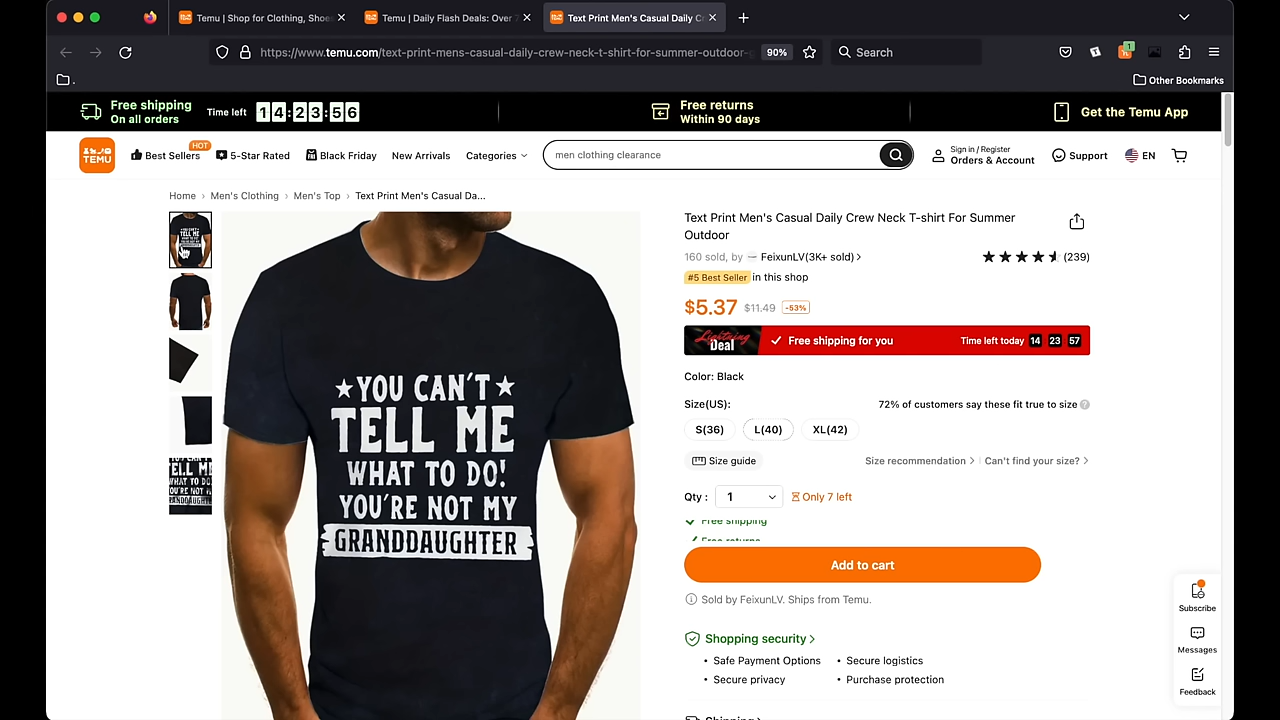 Temu | Shop for Clothing, Shoes
Temu | Daily Flash Deals: Over 7
Text Print Men's Casual Daily C
https://www.temu.com/text-print-mens-casual-daily-crew-neck-t-shirt-for-summer-outdoor-
90%
Search
1
.
Other Bookmarks
Free shipping
On all orders
Time left
14:23:56
Free returns
Within 90 days
Get the Temu App
TEMU
Best Sellers
HOT
5-Star Rated
Black Friday
New Arrivals
Categories
men clothing clearance
Sign in / Register
Orders & Account
Support
EN
Home › Men's Clothing › Men's Top › Text Print Men's Casual Da...
YOU CAN'T
TELL ME
WHAT TO DO!
YOU'RE NOT MY
GRANDDAUGHTER
Text Print Men's Casual Daily Crew Neck T-shirt For Summer
Outdoor
160 sold, by FeixunLV(3K+ sold) >
(239)
#5 Best Seller in this shop
$5.37 $11.49 -53%
Lightning
Deal
Free shipping for you
Time left today 14 23 57
Color: Black
Size(US):
72% of customers say these fit true to size ?
S(36) L(40) XL(42)
Size guide
Size recommendation > | Can't find your size? >
Qty : 1
Only 7 left
Free shipping
Free returns
Add to cart
Sold by FeixunLV. Ships from Temu.
Shopping security >
• Safe Payment Options • Secure logistics
• Secure privacy • Purchase protection
Shipping >
Subscribe
Messages
Feedback